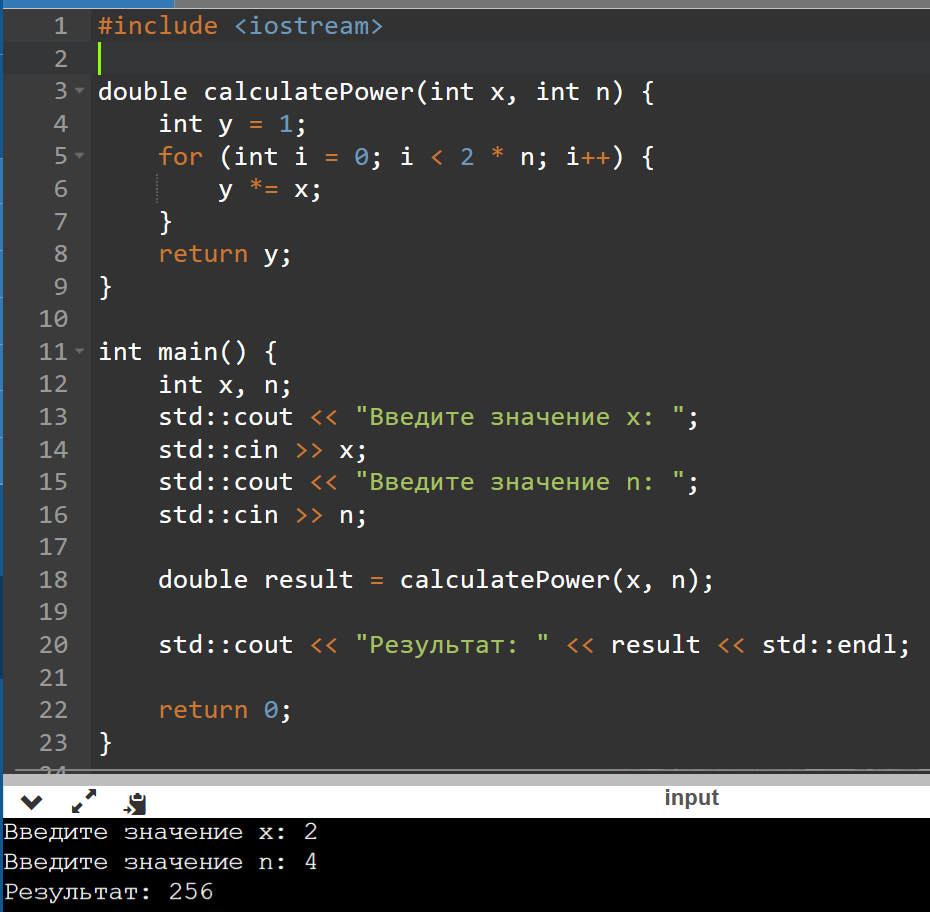 1 #include <iostream>
2
3 double calculatePower(int x, int n) {
4     int y = 1;
5     for (int i = 0; i < 2 * n; i++) {
6         y *= x;
7     }
8     return y;
9 }
10
11 int main() {
12     int x, n;
13     std::cout << "Введите значение x: ";
14     std::cin >> x;
15     std::cout << "Введите значение n: ";
16     std::cin >> n;
17
18     double result = calculatePower(x, n);
19
20     std::cout << "Результат: " << result << std::endl;
21
22     return 0;
23 }
24
input
Введите значение x: 2
Введите значение n: 4
Результат: 256